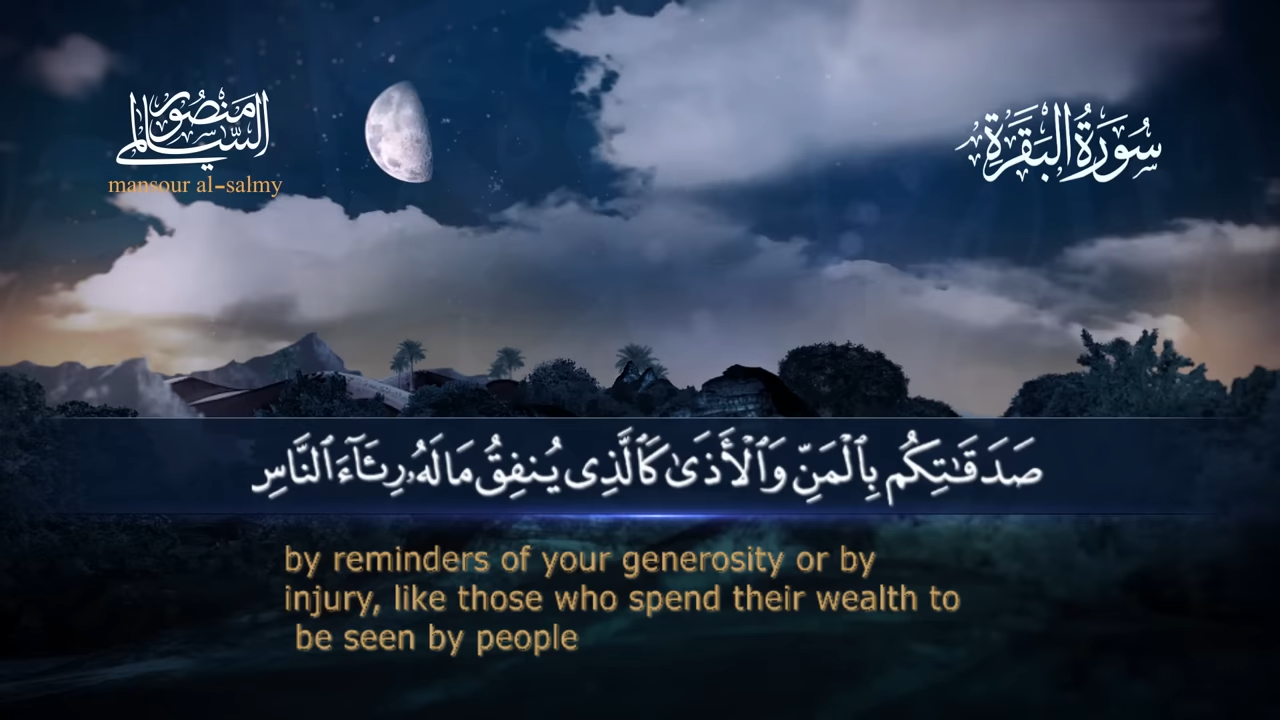 منصور
السالمي
mansour al-salmy
سُورَةُ البَقَرَةِ
صَدَقَـٰتِكُم بِٱلْمَنِّ وَٱلْأَذَىٰ كَٱلَّذِى يُنفِقُ مَالَهُۥ رِئَآءَ ٱلنَّاسِ
by reminders of your generosity or by
injury, like those who spend their wealth to
be seen by people